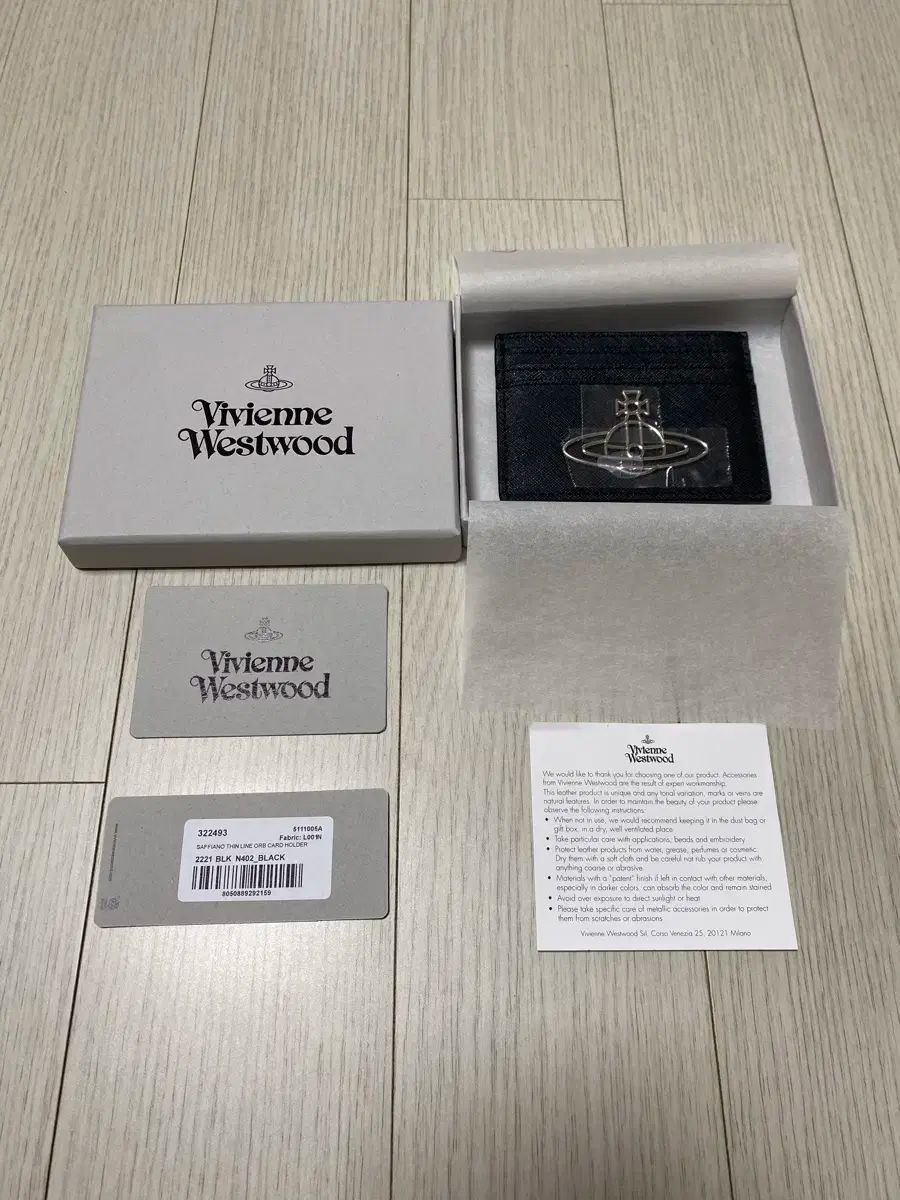 Vivienne
Westwood
Vivienne
Westwood
322493
5111005A
Fabric: L001N
SAFFIANO THIN LINE ORB CARD HOLDER
2221 BLK N402_BLACK
8050889292159
Vivienne
Westwood
We would like to thank you for choosing one of our product. Accessories
from Vivienne Westwood are the result of expert workmanship.
This leather product is unique and any tonal variation, marks or veins are
natural features. In order to maintain the beauty of your product please
observe the following instructions:
• When not in use, we would recommend keeping it in the dust bag or
gift box, in a dry, well ventilated place
• Take particular care with applications, beads and embroidery
• Protect leather products from water, grease, perfumes or cosmetic.
Dry them with a soft cloth and be careful not rub your product with
anything coarse or abrasive.
• Materials with a "patent" finish if left in contact with other materials,
especially in darker colors, can absorb the color and remain stained
• Avoid over exposure to direct sunlight or heat
• Please take specific care of metallic accessories in order to protect
them from scratches or abrasions
Vivienne Westwood Srl, Corso Venezia 25, 20121 Milano